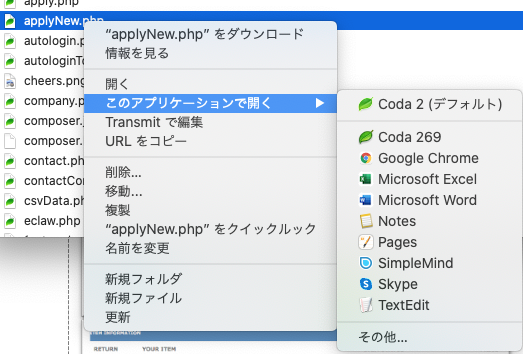 apply.php
applyNew.php
autologin.p
autologinTo
cheers.png
company.p
composer.
composer.
contact.ph
contactCor
csvData.ph
eclaw.php
“applyNew.php” をダウンロード
情報を見る
開く
このアプリケーションで開く
Transmit で編集
URL をコピー
削除...
移動...
複製
“applyNew.php” をクイックルック
名前を変更
新規フォルダ
新規ファイル
更新
Coda 2 (デフォルト)
Coda 269
Google Chrome
Microsoft Excel
Microsoft Word
Notes
Pages
SimpleMind
Skype
TextEdit
その他...
ITEM INFORMATION
RETURN YOUR ITEM